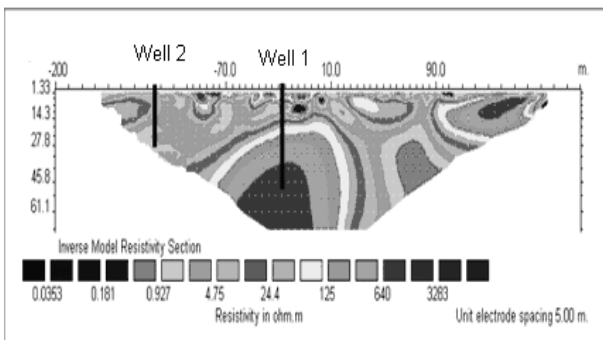 Well 2 Well 1
-200 -70.0 10.0 90.0 m.
1.33
14.3
27.8
45.8
61.1
Inverse Model Resistivity Section
0.0353 0.181 0.927 4.75 24.4 125 640 3283
Resistivity in ohm.m Unit electrode spacing 5.00 m.